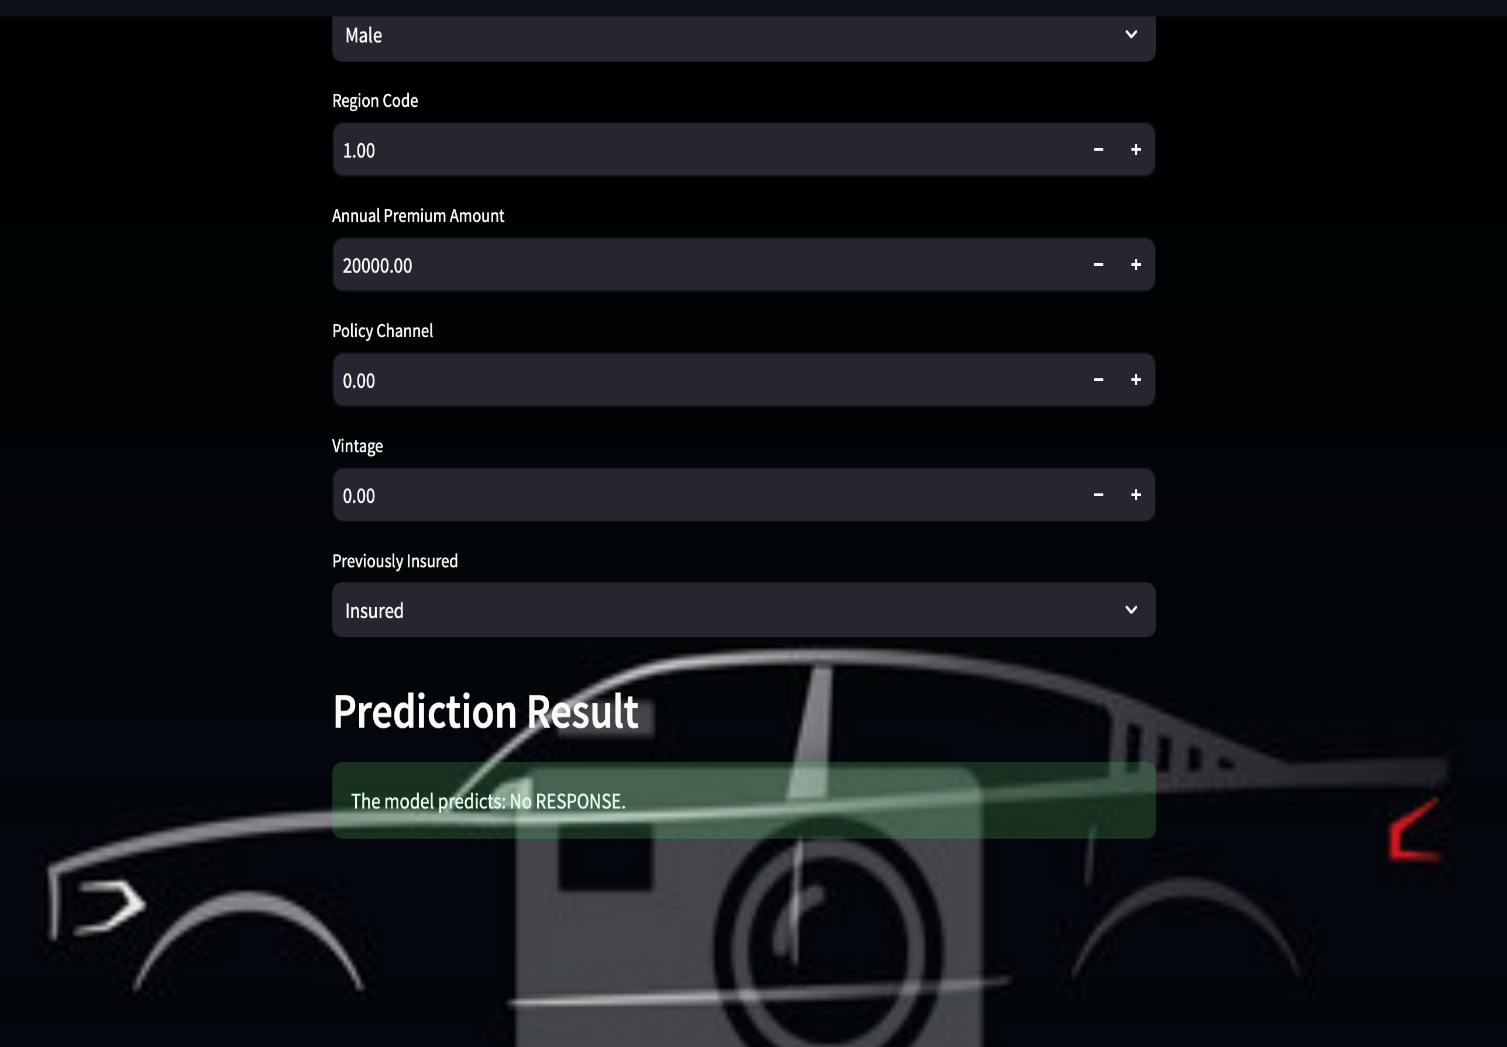 Male
Region Code
1.00
Annual Premium Amount
20000.00
Policy Channel
0.00
Vintage
0.00
Previously Insured
Insured
Prediction Result
The model predicts: No RESPONSE.